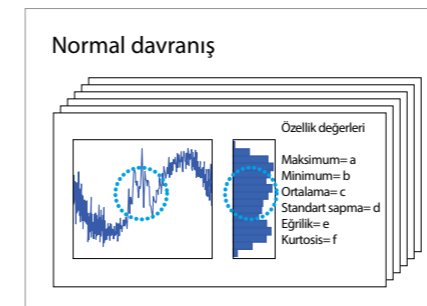 Normal davranış
Özellik değerleri
Maksimum= a
Minimum= b
Ortalama= c
Standart sapma= d
Eğrilik= e
Kurtosis= f